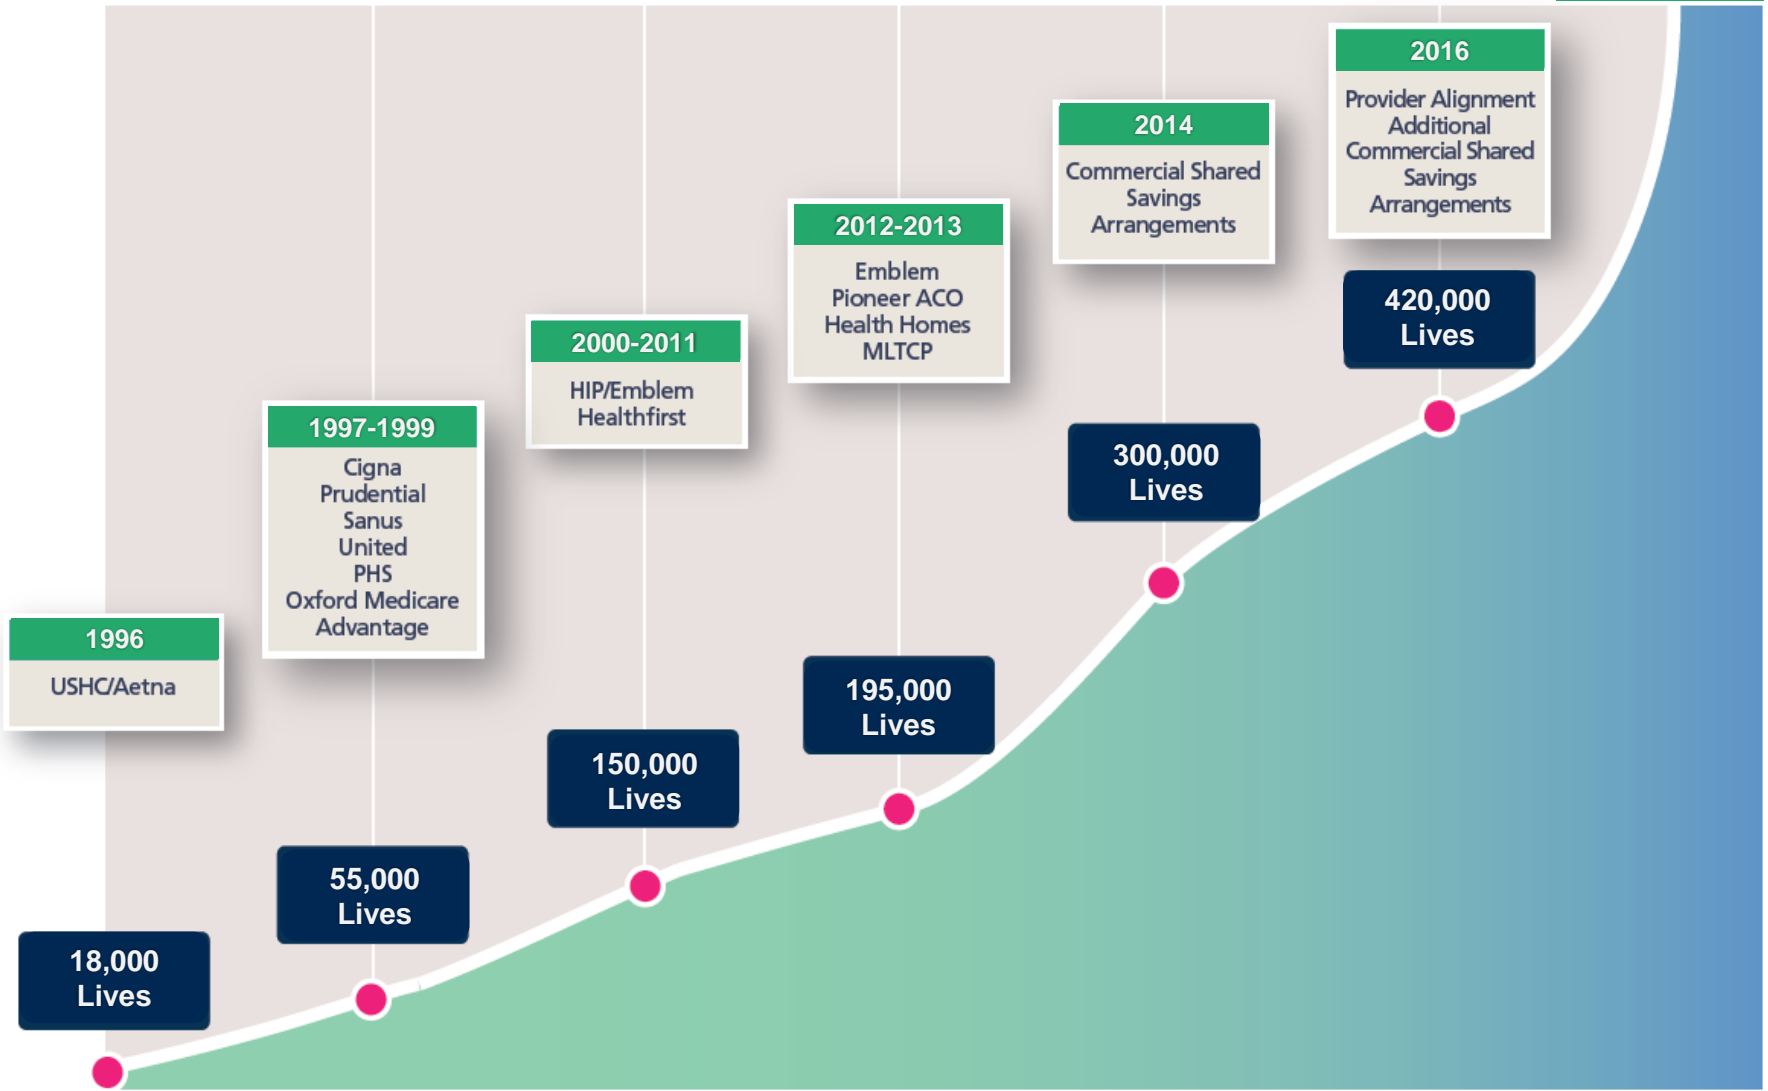 1996
USHC/Aetna
18,000
Lives
1997-1999
Cigna
Prudential
Sanus
United
PHS
Oxford Medicare
Advantage
55,000
Lives
2000-2011
HIP/Emblem
Healthfirst
150,000
Lives
2012-2013
Emblem
Pioneer ACO
Health Homes
MLTCP
195,000
Lives
2014
Commercial Shared
Savings
Arrangements
300,000
Lives
2016
Provider Alignment
Additional
Commercial Shared
Savings
Arrangements
420,000
Lives